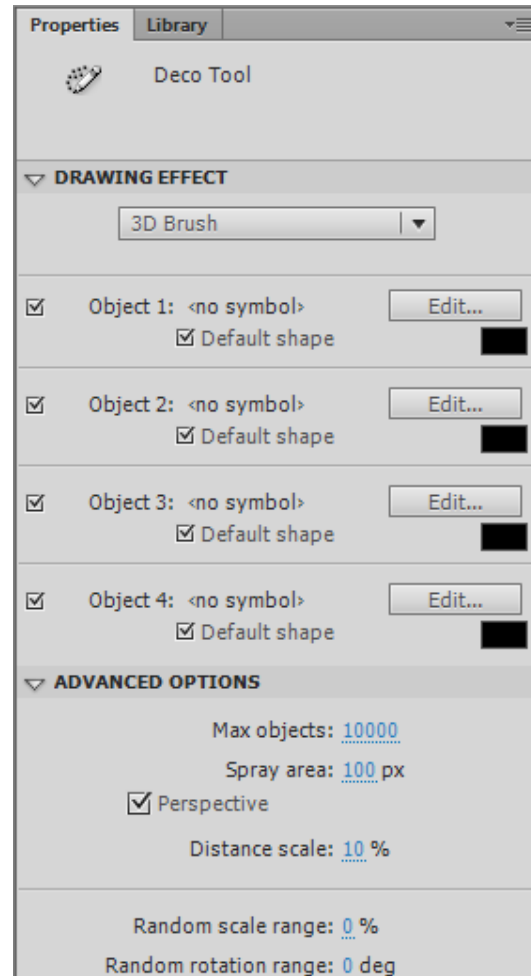 Properties Library
Deco Tool
DRAWING EFFECT
3D Brush
Object 1: <no symbol> Edit...
Default shape
Object 2: <no symbol> Edit...
Default shape
Object 3: <no symbol> Edit...
Default shape
Object 4: <no symbol> Edit...
Default shape
ADVANCED OPTIONS
Max objects: 10000
Spray area: 100 px
Perspective
Distance scale: 10 %
Random scale range: 0 %
Random rotation range: 0 deg